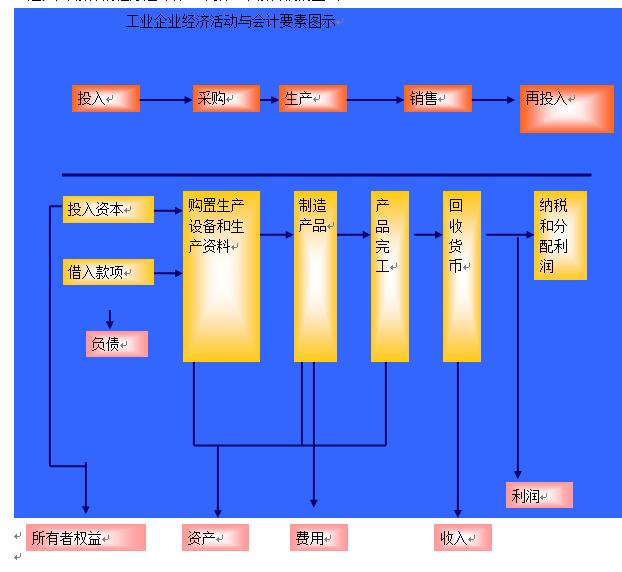 工业企业经济活动与会计要素图示
投入
采购
生产
销售
再投入
投入资本
购置生产
设备和生
产资料
制造
产品
产
品
完
工
回
收
货
币
纳税
和分
配利
润
借入款项
负债
利润
所有者权益
资产
费用
收入